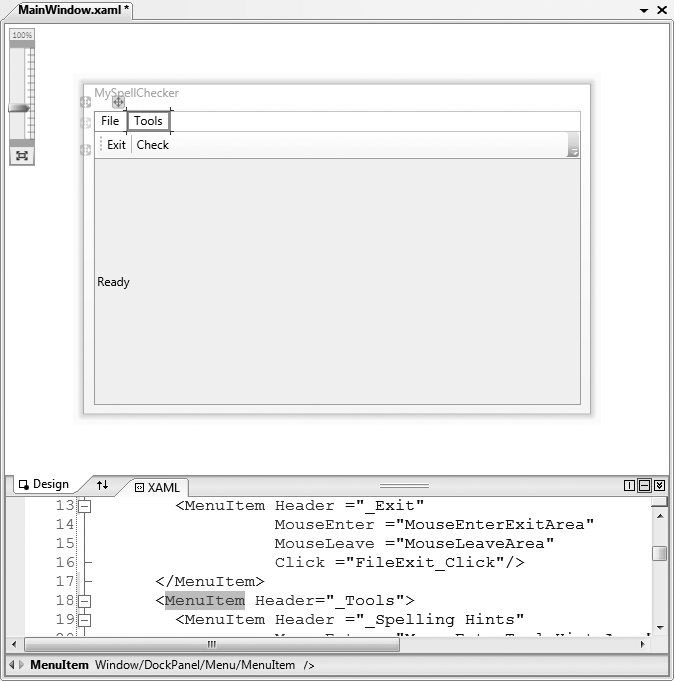 MainWindow.xaml *
100%
MySpellChecker
File Tools
Exit Check
Ready
Design XAML
13 <MenuItem Header ="_Exit"
14 MouseEnter ="MouseEnterExitArea"
15 MouseLeave ="MouseLeaveArea"
16 Click ="FileExit_Click"/>
17 </MenuItem>
18 <MenuItem Header="_Tools">
19 <MenuItem Header ="_Spelling Hints"
MenuItem Window/DockPanel/Menu/MenuItem />